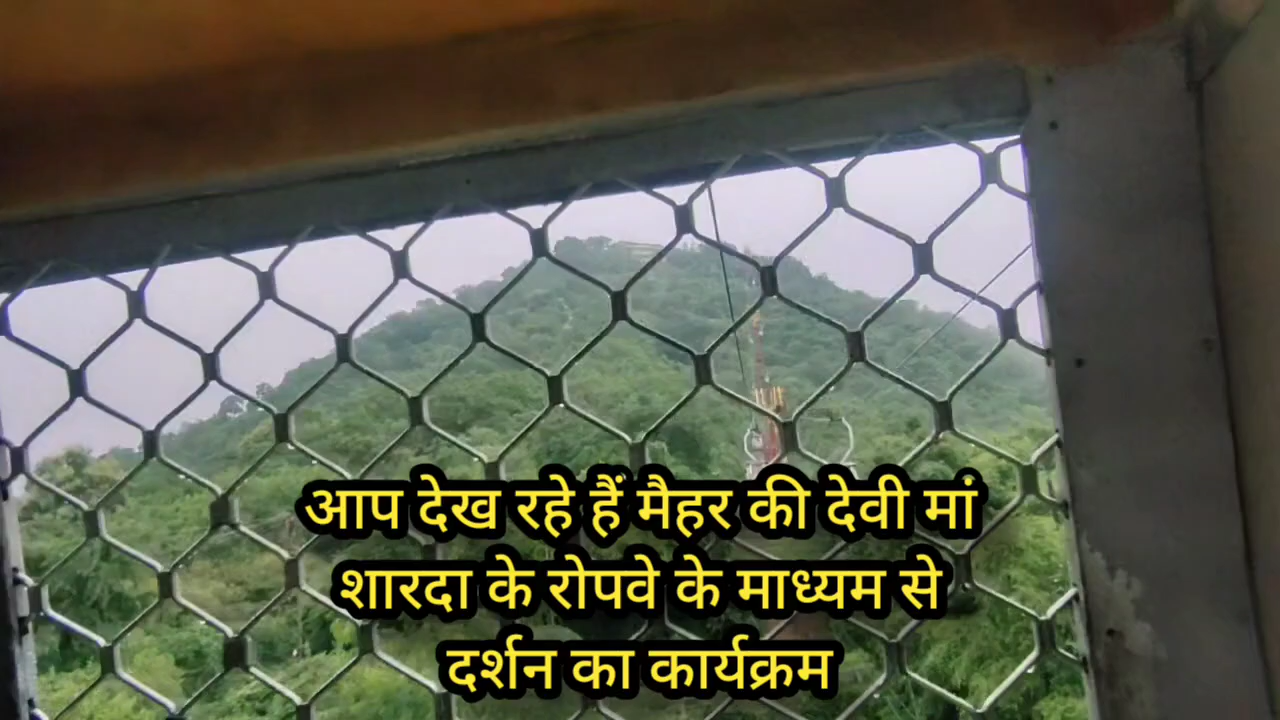 आप देख रहे हैं मैहर की देवी मां
शारदा के रोपवे के माध्यम से
दर्शन का कार्यक्रम